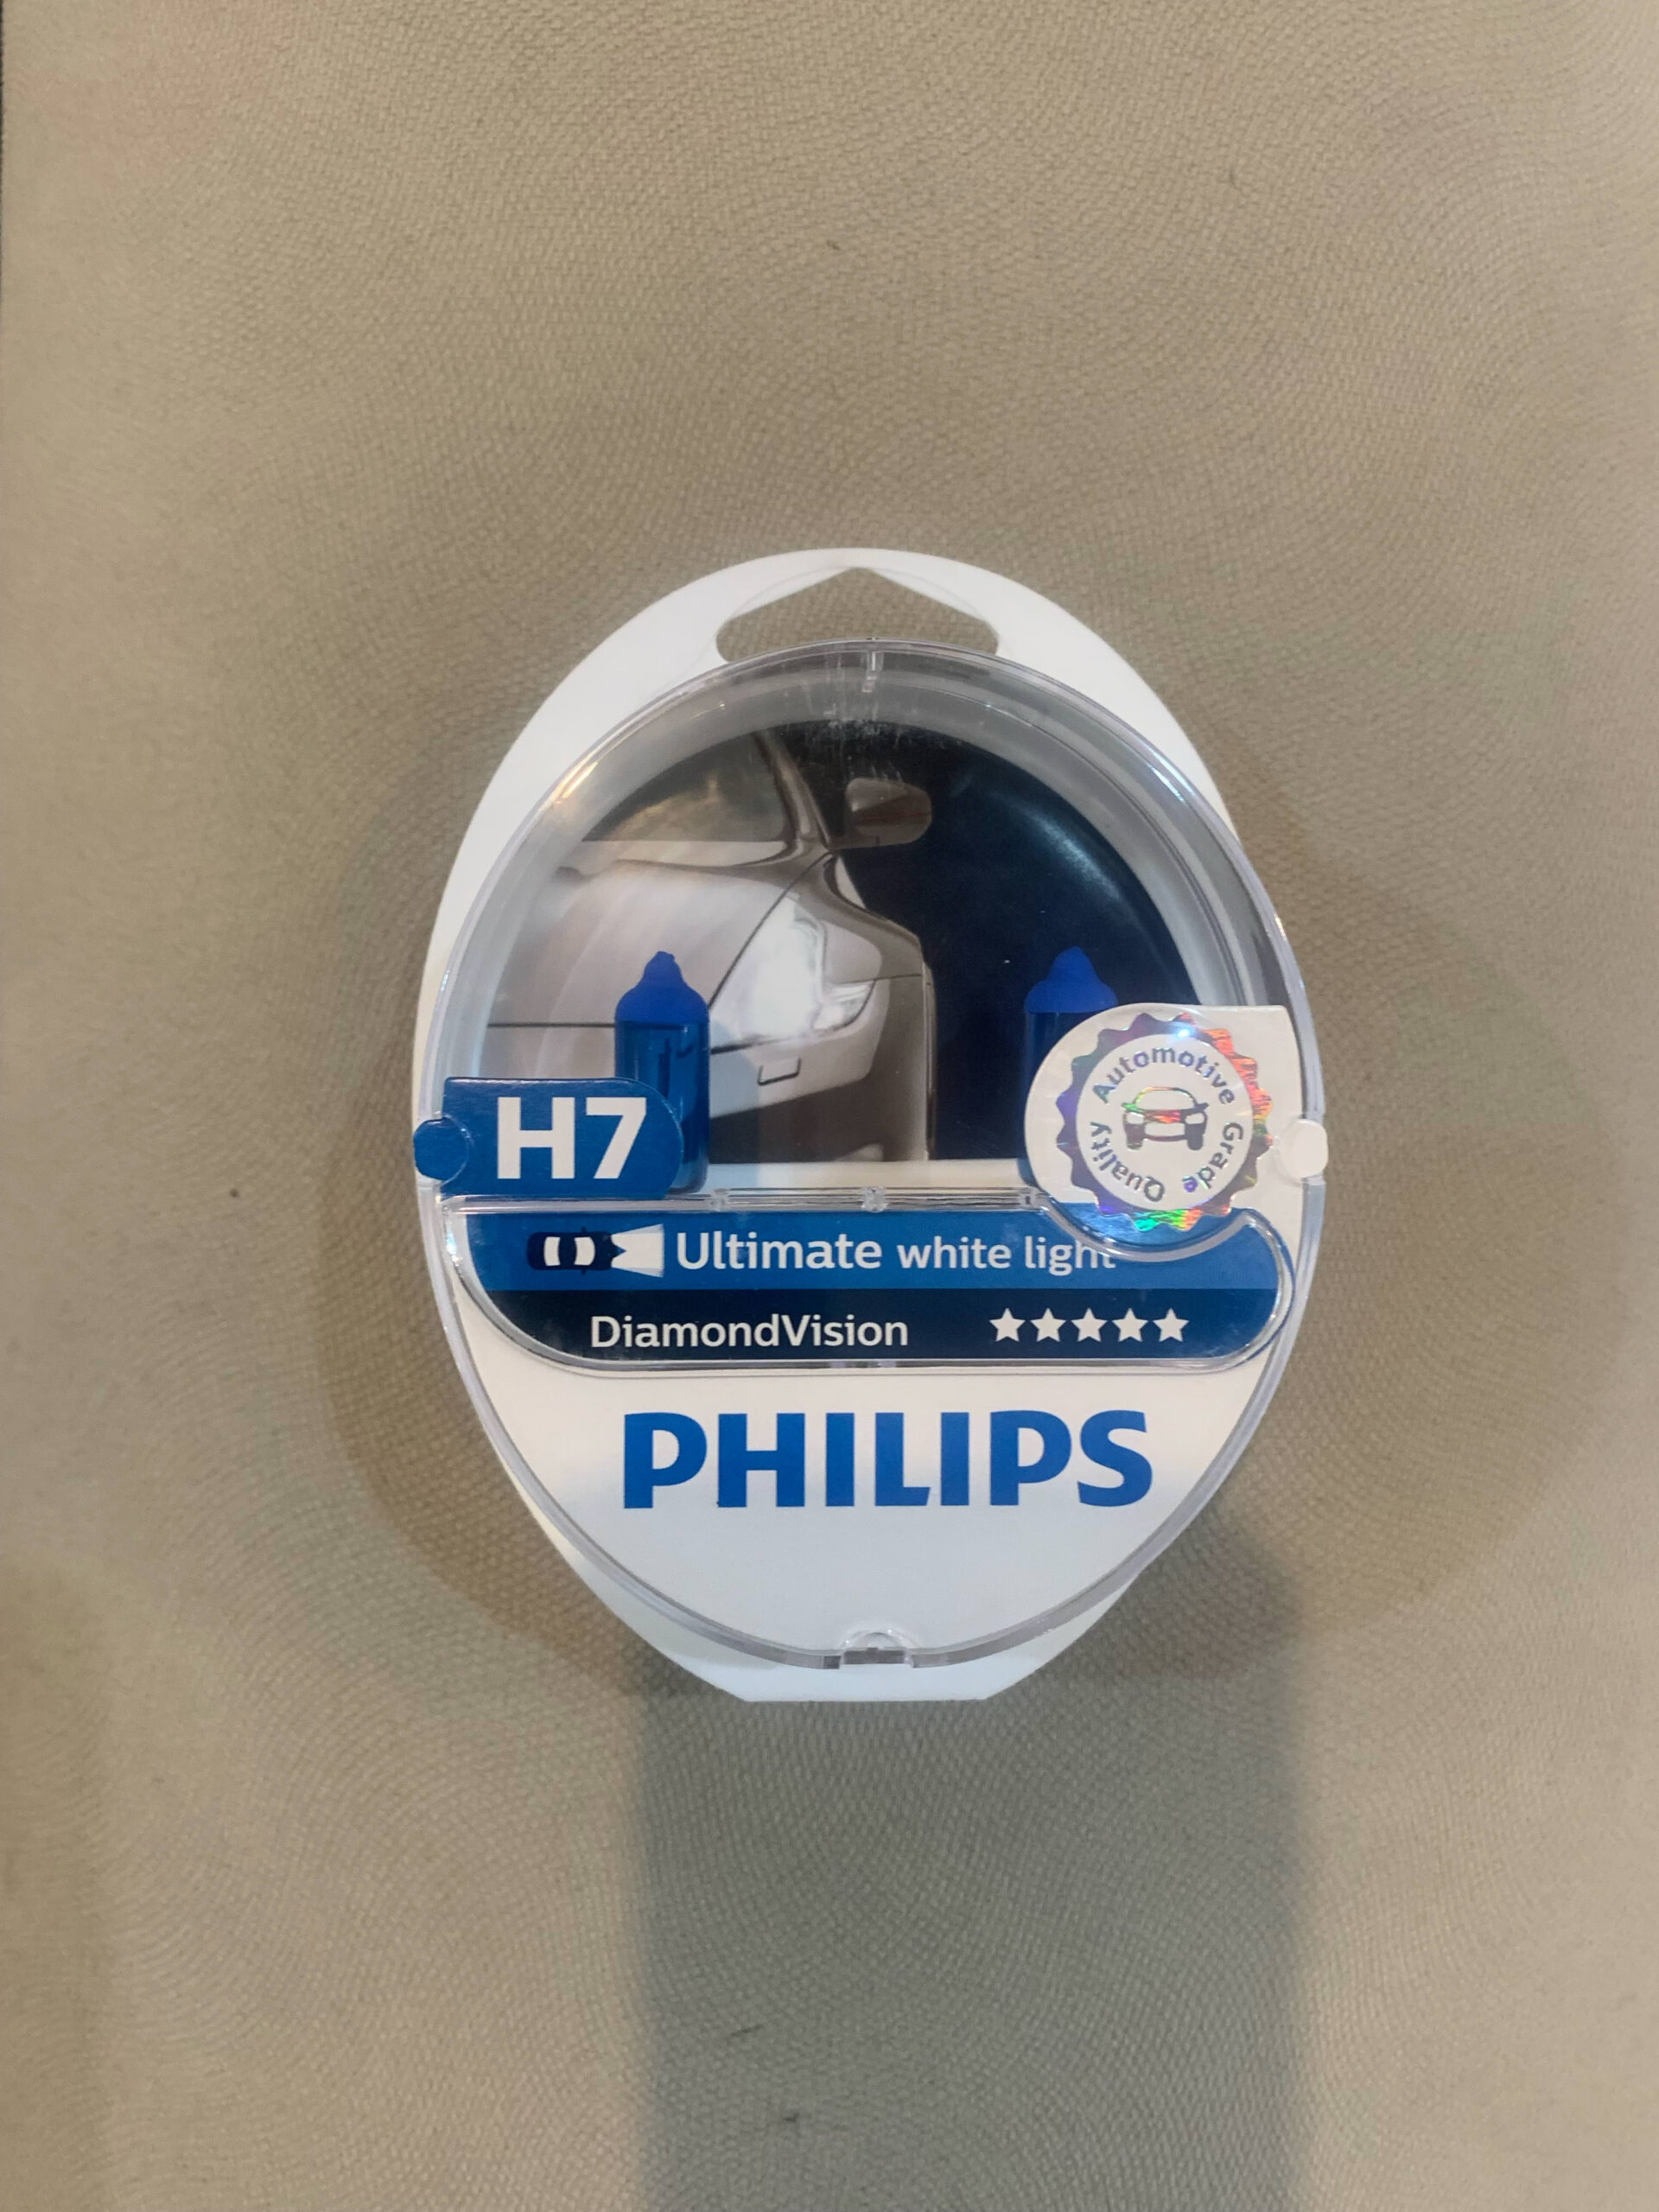 H7
Automotive Grade Quality
Ultimate white light
DiamondVision
PHILIPS